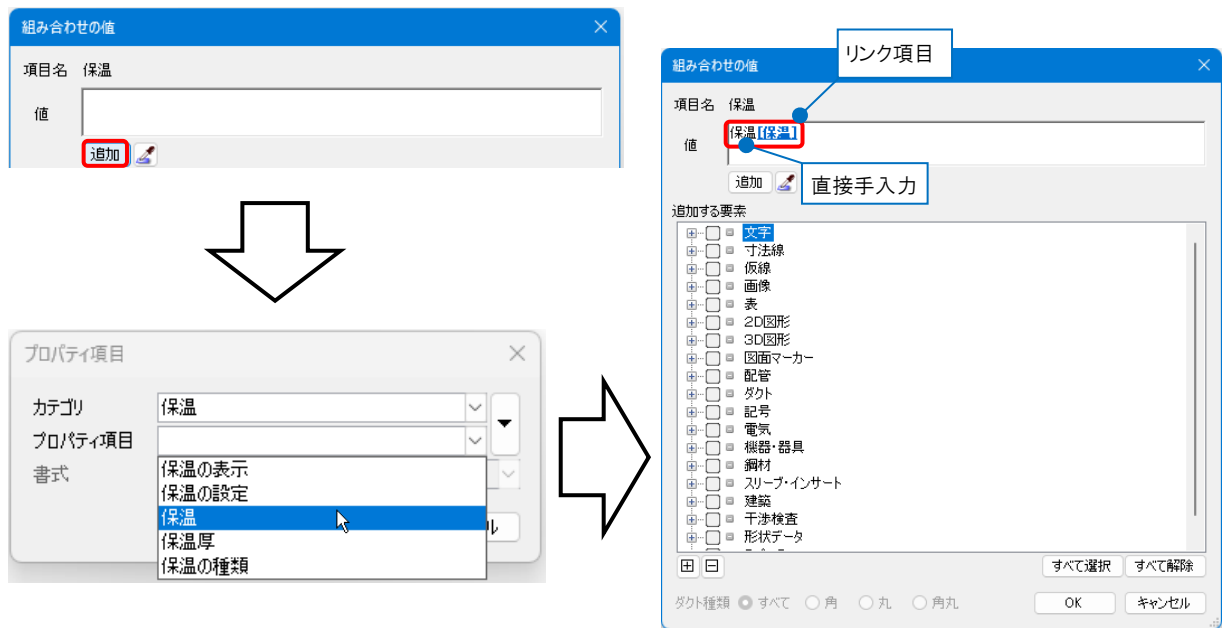 組み合わせの値
項目名 保温
値
追加
プロパティ項目
カテゴリ 保温
プロパティ項目
書式
保温の表示
保温の設定
保温
保温厚
保温の種類
ル
リンク項目
組み合わせの値
項目名 保温
値 保温[保温]
追加
直接手入力
追加する要素
文字
寸法線
仮線
画像
表
2D図形
3D図形
図面マーカー
配管
ダクト
記号
電気
機器・器具
鋼材
スリーブ・インサート
建築
干渉検査
形状データ
すべて選択 すべて解除
ダクト種類 すべて 角 丸 角丸
OK キャンセル